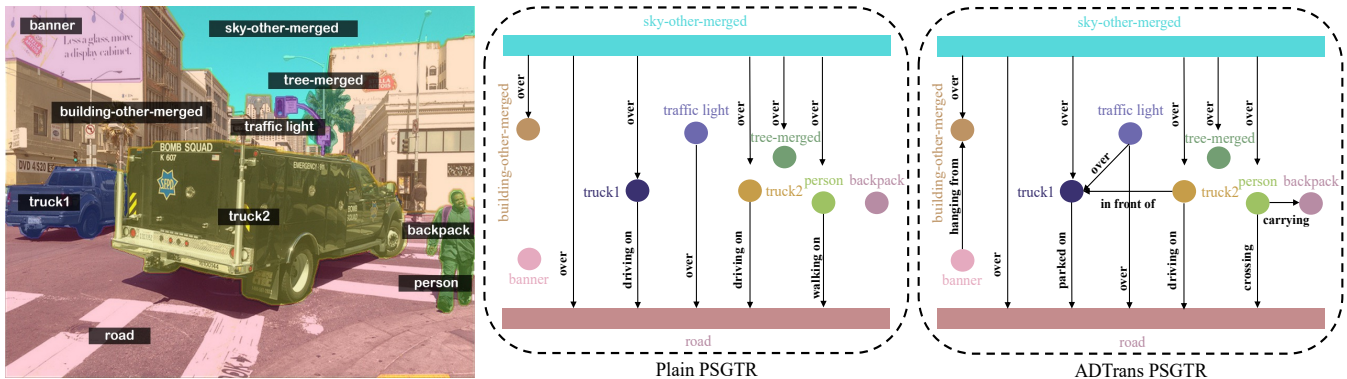 banner
Less a glass, more
a display cabinet.
sky-other-merged
tree-merged
building-other-merged
traffic light
BOMB SQUAD
K 607
EMERGENCY
SFPD
DVD 4/$20
truck1
truck2
backpack
person
road
sky-other-merged
over
over
over
over
over
over
building-other-merged
traffic light
tree-merged
truck1
truck2
person
backpack
banner
over
driving on
over
driving on
walking on
road
Plain PSGTR
sky-other-merged
over
over
over
over
over
over
building-other-merged
hanging from
traffic light
over
tree-merged
truck1
in front of
truck2
person
backpack
carrying
banner
over
parked on
over
driving on
crossing
road
ADTrans PSGTR